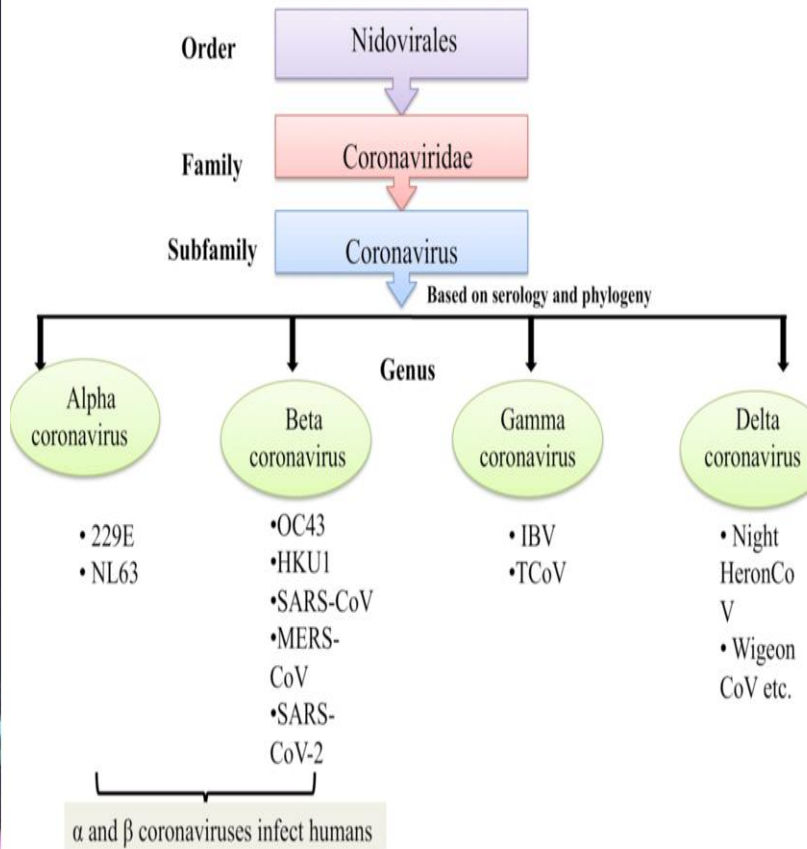 Order
Nidovirales
Family
Coronaviridae
Subfamily
Coronavirus
Based on serology and phylogeny
Genus
Alpha
coronavirus
• 229E
• NL63
Beta
coronavirus
•OC43
•HKU1
•SARS-CoV
•MERS-
CoV
•SARS-
CoV-2
Gamma
coronavirus
• IBV
•TCoV
Delta
coronavirus
• Night
HeronCo
V
• Wigeon
CoV etc.
α and β coronaviruses infect humans